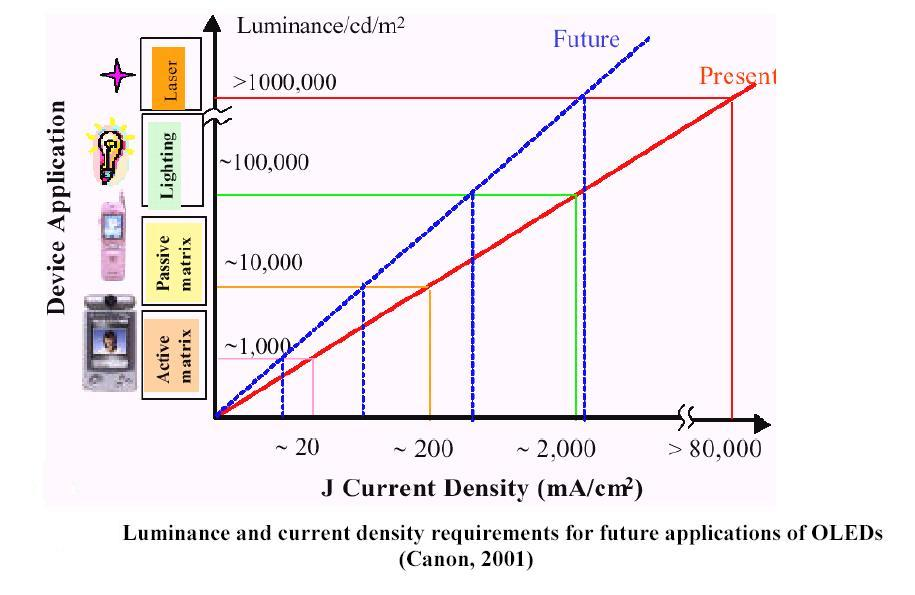 Luminance/cd/m2
Future
Present
>1000,000
~100,000
~10,000
~1,000
Device Application
Laser
Lighting
Passive
matrix
Active
matrix
~ 20
~ 200
~ 2,000
> 80,000
J Current Density (mA/cm2)
Luminance and current density requirements for future applications of OLEDs
(Canon, 2001)